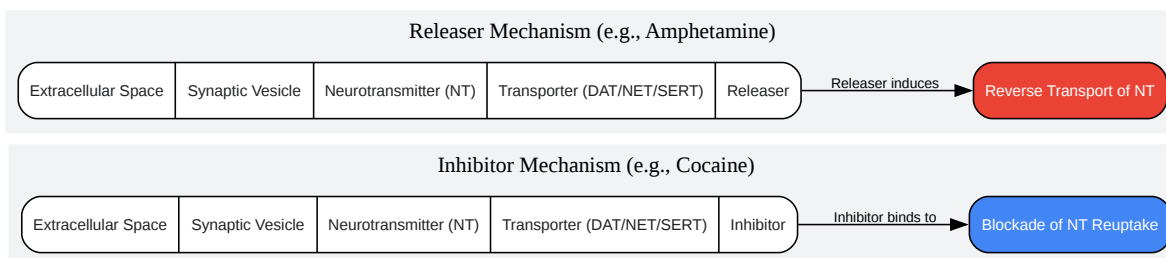 Releaser Mechanism (e.g., Amphetamine)
Extracellular Space Synaptic Vesicle Neurotransmitter (NT) Transporter (DAT/NET/SERT) Releaser Releaser induces Reverse Transport of NT
Inhibitor Mechanism (e.g., Cocaine)
Extracellular Space Synaptic Vesicle Neurotransmitter (NT) Transporter (DAT/NET/SERT) Inhibitor Inhibitor binds to Blockade of NT Reuptake